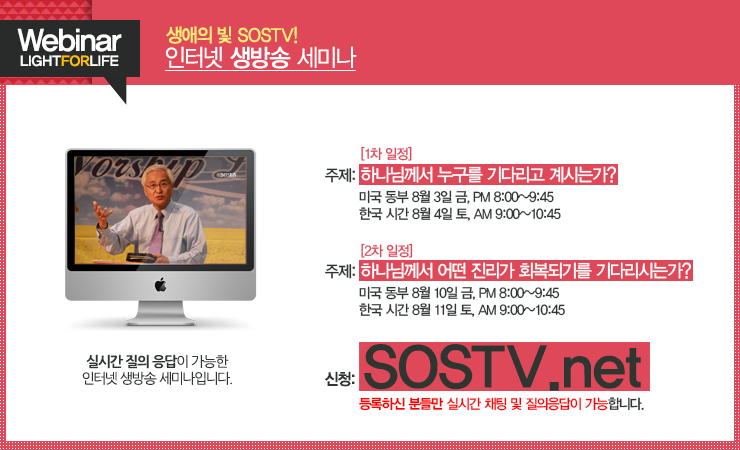 Webinar
LIGHTFORLIFE
생애의 빛 SOSTV!
인터넷 생방송 세미나
[1차 일정]
주제: 하나님께서 누구를 기다리고 계시는가?
미국 동부 8월 3일 금, PM 8:00~9:45
한국 시간 8월 4일 토, AM 9:00~10:45
[2차 일정]
주제: 하나님께서 어떤 진리가 회복되기를 기다리시는가?
미국 동부 8월 10일 금, PM 8:00~9:45
한국 시간 8월 11일 토, AM 9:00~10:45
실시간 질의 응답이 가능한
인터넷 생방송 세미나입니다.
신청: SOSTV.net
등록하신 분들만 실시간 채팅 및 질의응답이 가능합니다.